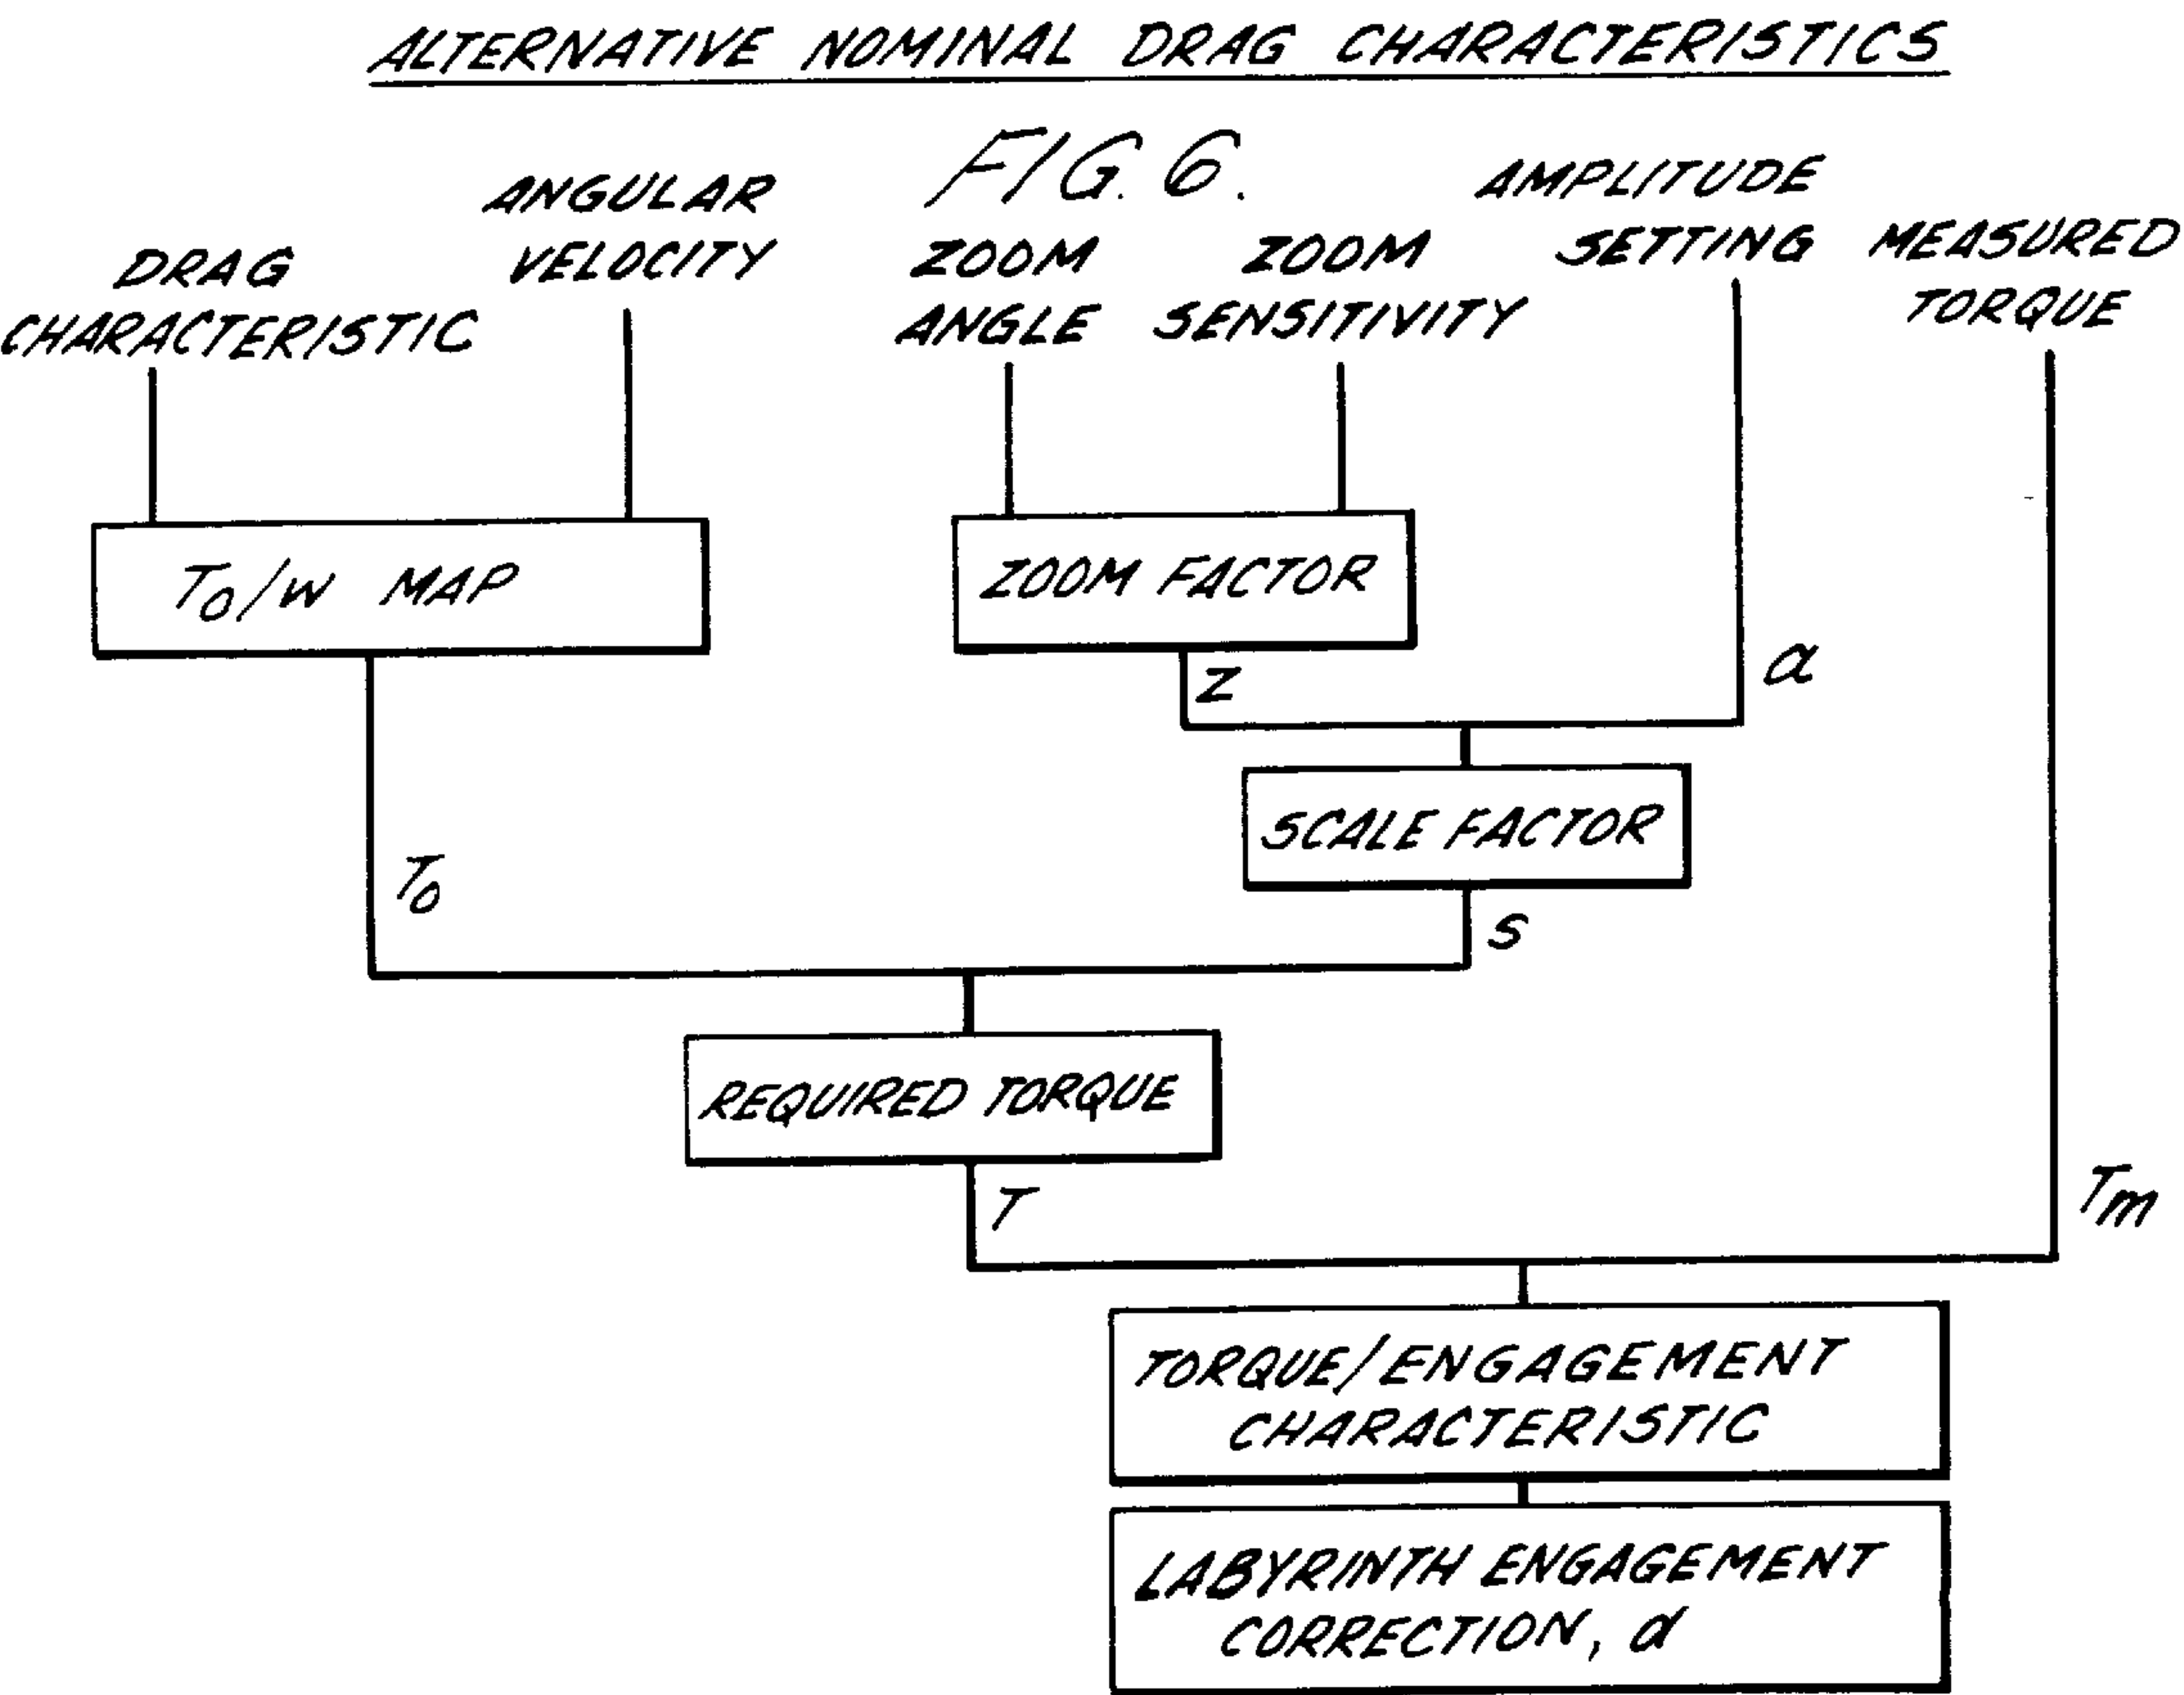 ALTERNATIVE NOMINAL DRAG CHARACTERISTICS
FIG. 6.
DRAG
CHARACTERISTIC
ANGULAR
VELOCITY
ZOOM
ANGLE
ZOOM
SENSITIVITY
AMPLITUDE
SETTING
MEASURED
TORQUE
T0/W MAP
ZOOM FACTOR
Z
a
SCALE FACTOR
T0
S
REQUIRED TORQUE
T
Tm
TORQUE/ENGAGEMENT
CHARACTERISTIC
LABYRINTH ENGAGEMENT
CORRECTION, d